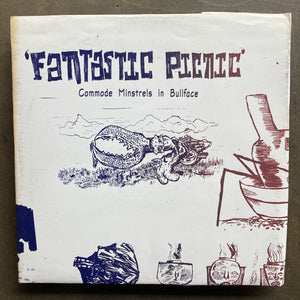 'FANTASTIC PICNIC'
Commode Minstrels in Bullface